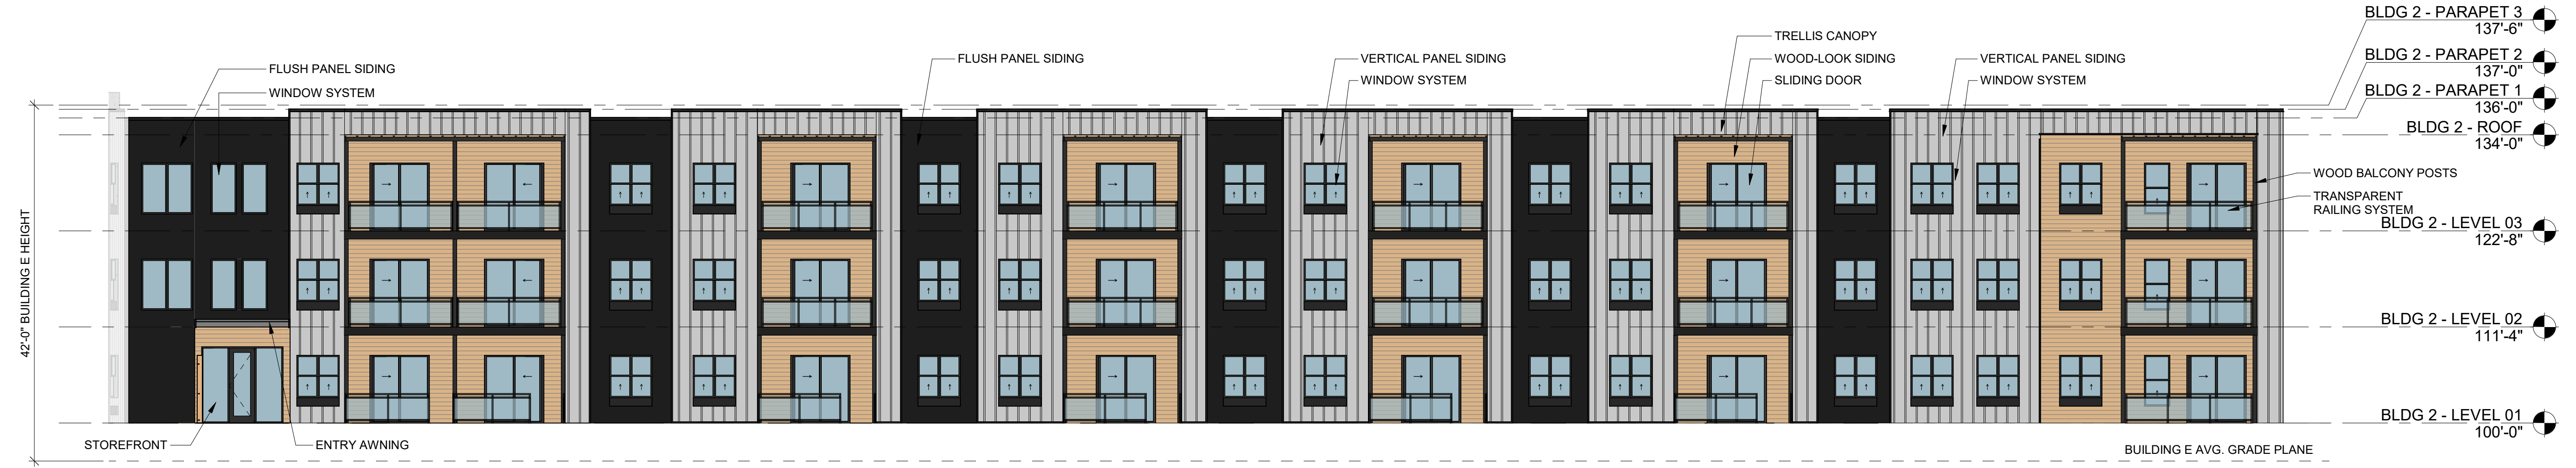 BLDG 2 - PARAPET 3
137'-6"
TRELLIS CANOPY
FLUSH PANEL SIDING
VERTICAL PANEL SIDING
WOOD-LOOK SIDING
VERTICAL PANEL SIDING
BLDG 2 - PARAPET 2
137'-0"
FLUSH PANEL SIDING
WINDOW SYSTEM
SLIDING DOOR
WINDOW SYSTEM
WINDOW SYSTEM
BLDG 2 - PARAPET 1
136'-0"
BLDG 2 - ROOF
134'-0"
WOOD BALCONY POSTS
TRANSPARENT
RAILING SYSTEM
BLDG 2 - LEVEL 03
122'-8"
42'-0" BUILDING E HEIGHT
BLDG 2 - LEVEL 02
111'-4"
BLDG 2 - LEVEL 01
100'-0"
STOREFRONT
ENTRY AWNING
BUILDING E AVG. GRADE PLANE